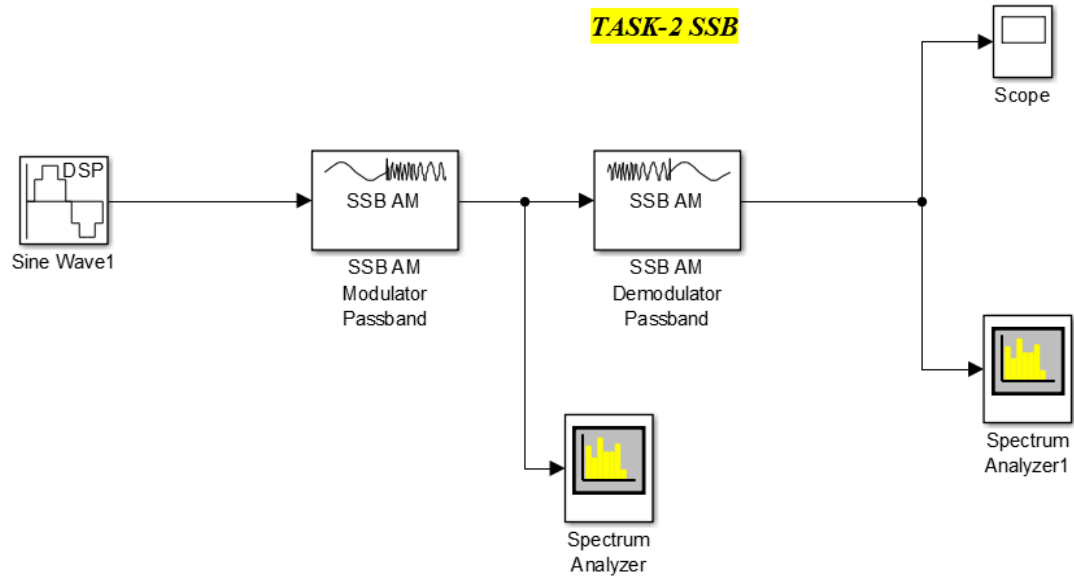 TASK-2 SSB
Scope
DSP
Sine Wave1
SSB AM
SSB AM
Modulator
Passband
SSB AM
SSB AM
Demodulator
Passband
Spectrum
Analyzer
Spectrum
Analyzer1